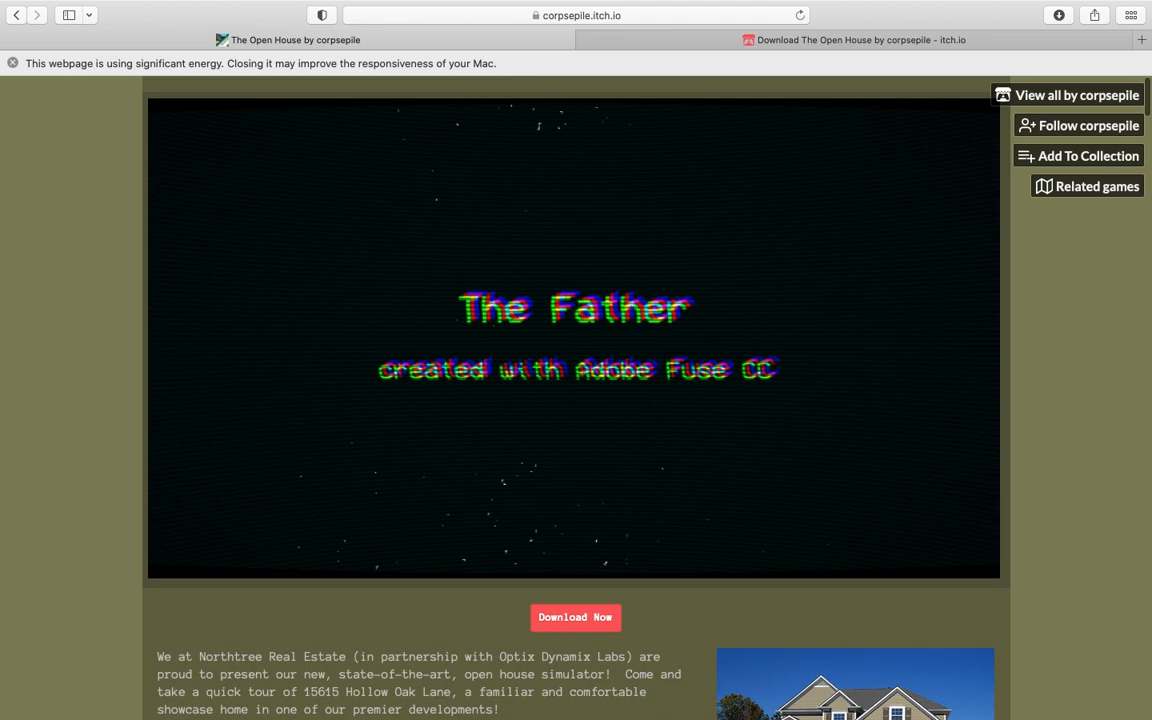 corpsepile.itch.io
The Open House by corpsepile
Download The Open House by corpsepile - itch.io
This webpage is using significant energy. Closing it may improve the responsiveness of your Mac.
View all by corpsepile
Follow corpsepile
Add To Collection
Related games
The Father
created with Adobe Fuse CC
Download Now
We at Northtree Real Estate (in partnership with Optix Dynamix Labs) are
proud to present our new, state-of-the-art, open house simulator! Come and
take a quick tour of 15615 Hollow Oak Lane, a familiar and comfortable
showcase home in one of our premier developments!